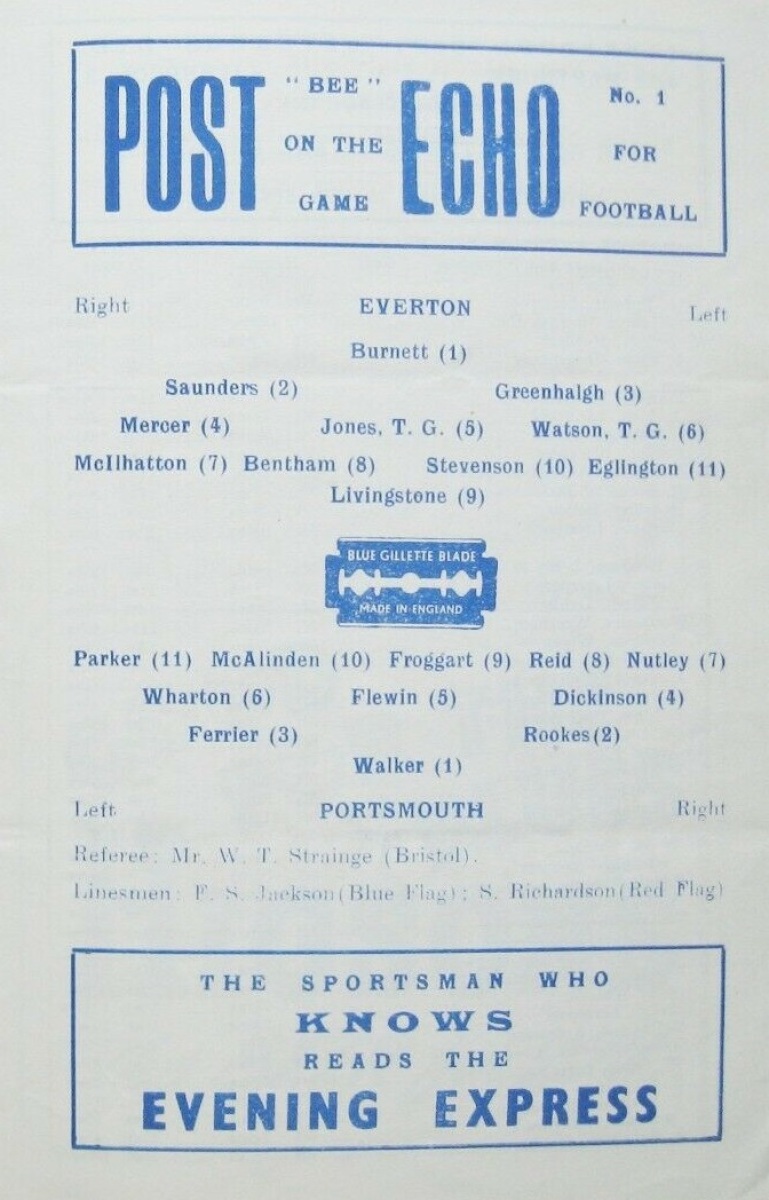 POST "BEE" ECHO No. 1
ON THE FOR
GAME FOOTBALL
Right EVERTON Left
Burnett (1)
Saunders (2) Greenhalgh (3)
Mercer (4) Jones, T. G. (5) Watson, T. G. (6)
McIlhatton (7) Bentham (8) Stevenson (10) Eglington (11)
Livingstone (9)
BLUE GILLETTE BLADE
MADE IN ENGLAND
Parker (11) McAlinden (10) Froggart (9) Reid (8) Nutley (7)
Wharton (6) Flewin (5) Dickinson (4)
Ferrier (3) Rookes(2)
Walker (1)
Left PORTSMOUTH Right
Referee: Mr. W. T. Strainge (Bristol).
Linesmen: F. S. Jackson(Blue Flag); S. Richardson(Red Flag)
THE SPORTSMAN WHO
KNOWS
READS THE
EVENING EXPRESS